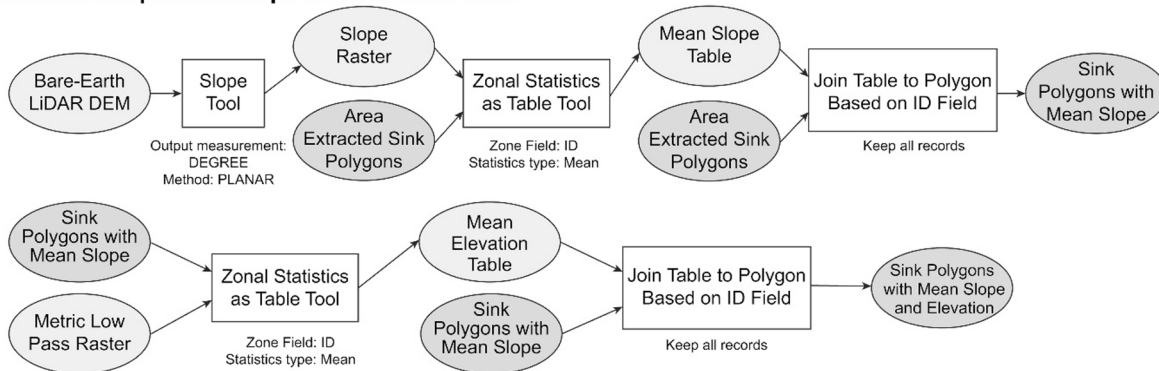 Bare-Earth
LiDAR DEM
Slope
Tool
Output measurement:
DEGREE
Method: PLANAR
Slope
Raster
Area
Extracted Sink
Polygons
Zonal Statistics
as Table Tool
Zone Field: ID
Statistics type: Mean
Mean Slope
Table
Area
Extracted Sink
Polygons
Join Table to Polygon
Based on ID Field
Keep all records
Sink
Polygons with
Mean Slope
Sink
Polygons with
Mean Slope
Metric Low
Pass Raster
Zonal Statistics
as Table Tool
Zone Field: ID
Statistics type: Mean
Mean
Elevation
Table
Sink
Polygons with
Mean Slope
Join Table to Polygon
Based on ID Field
Keep all records
Sink Polygons
with Mean Slope
and Elevation